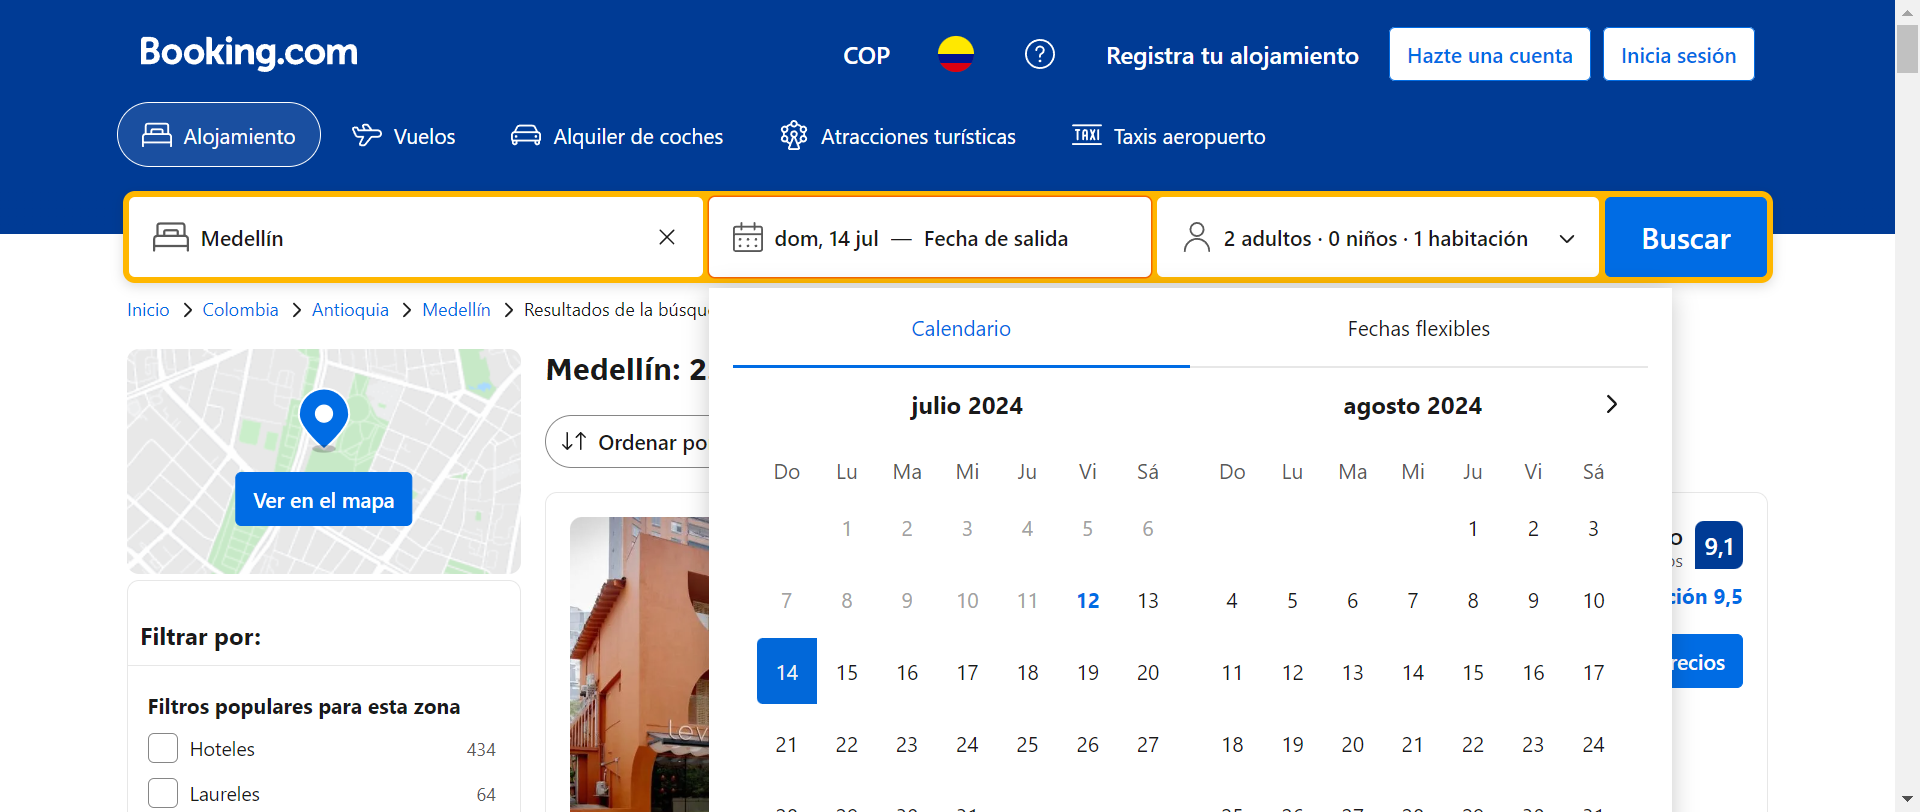 Booking.com
COP
Registra tu alojamiento
Hazte una cuenta
Inicia sesión
Alojamiento
Vuelos
Alquiler de coches
Atracciones turísticas
TAXI Taxis aeropuerto
Medellín
dom, 14 jul — Fecha de salida
2 adultos · 0 niños · 1 habitación
Buscar
Inicio > Colombia > Antioquia > Medellín > Resultados de la búsqu
Calendario
Fechas flexibles
Ver en el mapa
Medellín: 2
Ordenar po
julio 2024
Do Lu Ma Mi Ju Vi Sá
1 2 3 4 5 6
7 8 9 10 11 12 13
14 15 16 17 18 19 20
21 22 23 24 25 26 27
agosto 2024
Do Lu Ma Mi Ju Vi Sá
1 2 3
4 5 6 7 8 9 10
11 12 13 14 15 16 17
18 19 20 21 22 23 24
9,1
ción 9,5
recios
Filtrar por:
Filtros populares para esta zona
Hoteles 434
Laureles 64